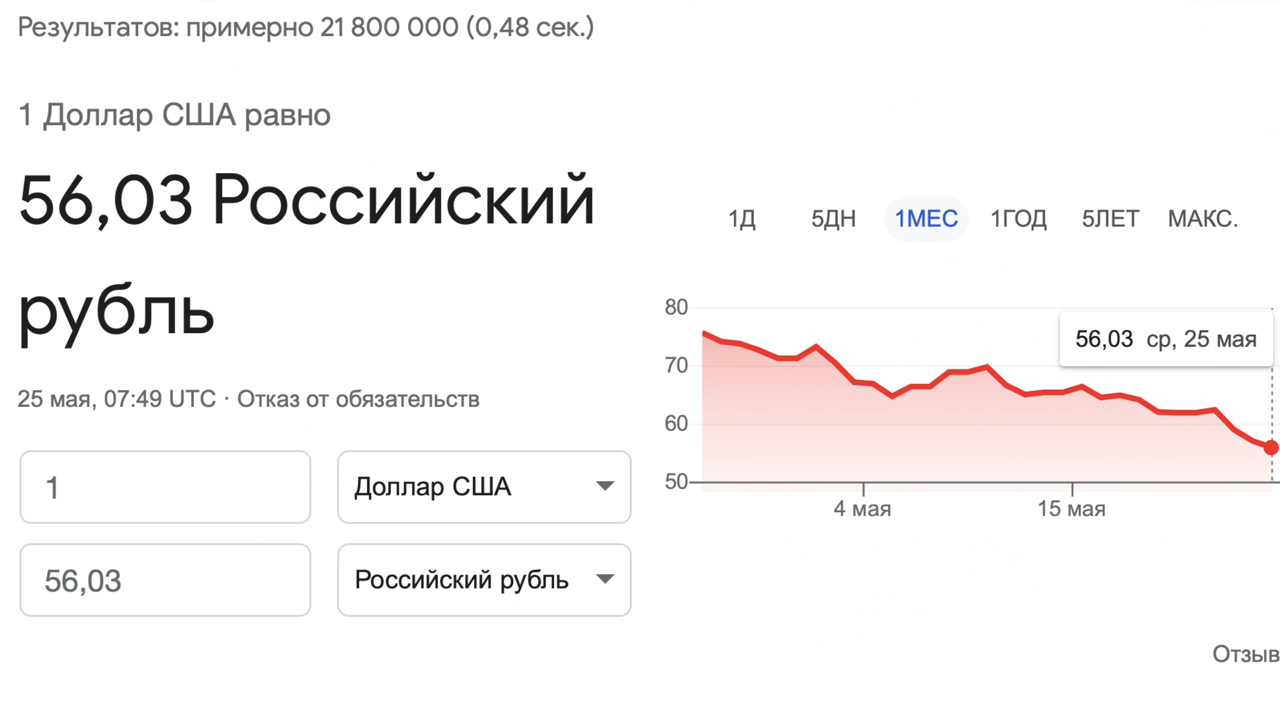 Результатов: примерно 21 800 000 (0,48 сек.)
1 Доллар США равно
56,03 Российский
рубль
25 мая, 07:49 UTC · Отказ от обязательств
1
Доллар США
56,03
Российский рубль
1Д 5ДН 1МЕС 1ГОД 5ЛЕТ МАКС.
80
56,03 ср, 25 мая
70
60
50
4 мая 15 мая
Отзыв